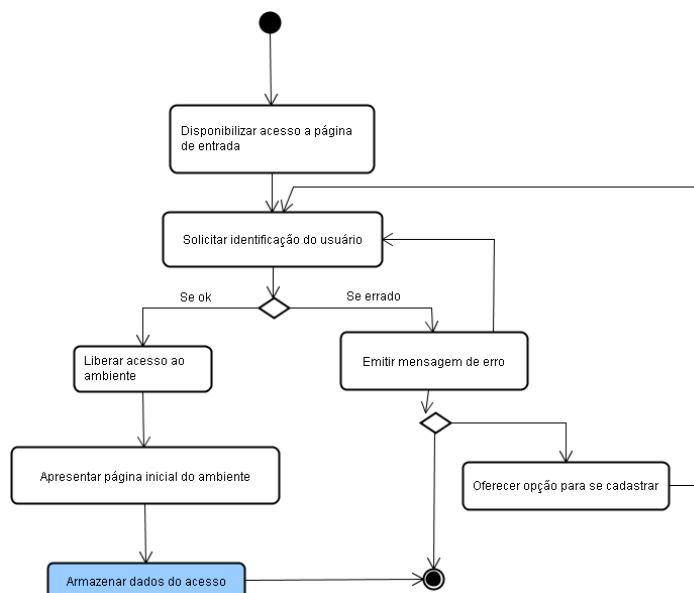 Disponibilizar acesso a página
de entrada
Solicitar identificação do usuário
Se ok
Se errado
Liberar acesso ao
ambiente
Emitir mensagem de erro
Apresentar página inicial do ambiente
Oferecer opção para se cadastrar
Armazenar dados do acesso